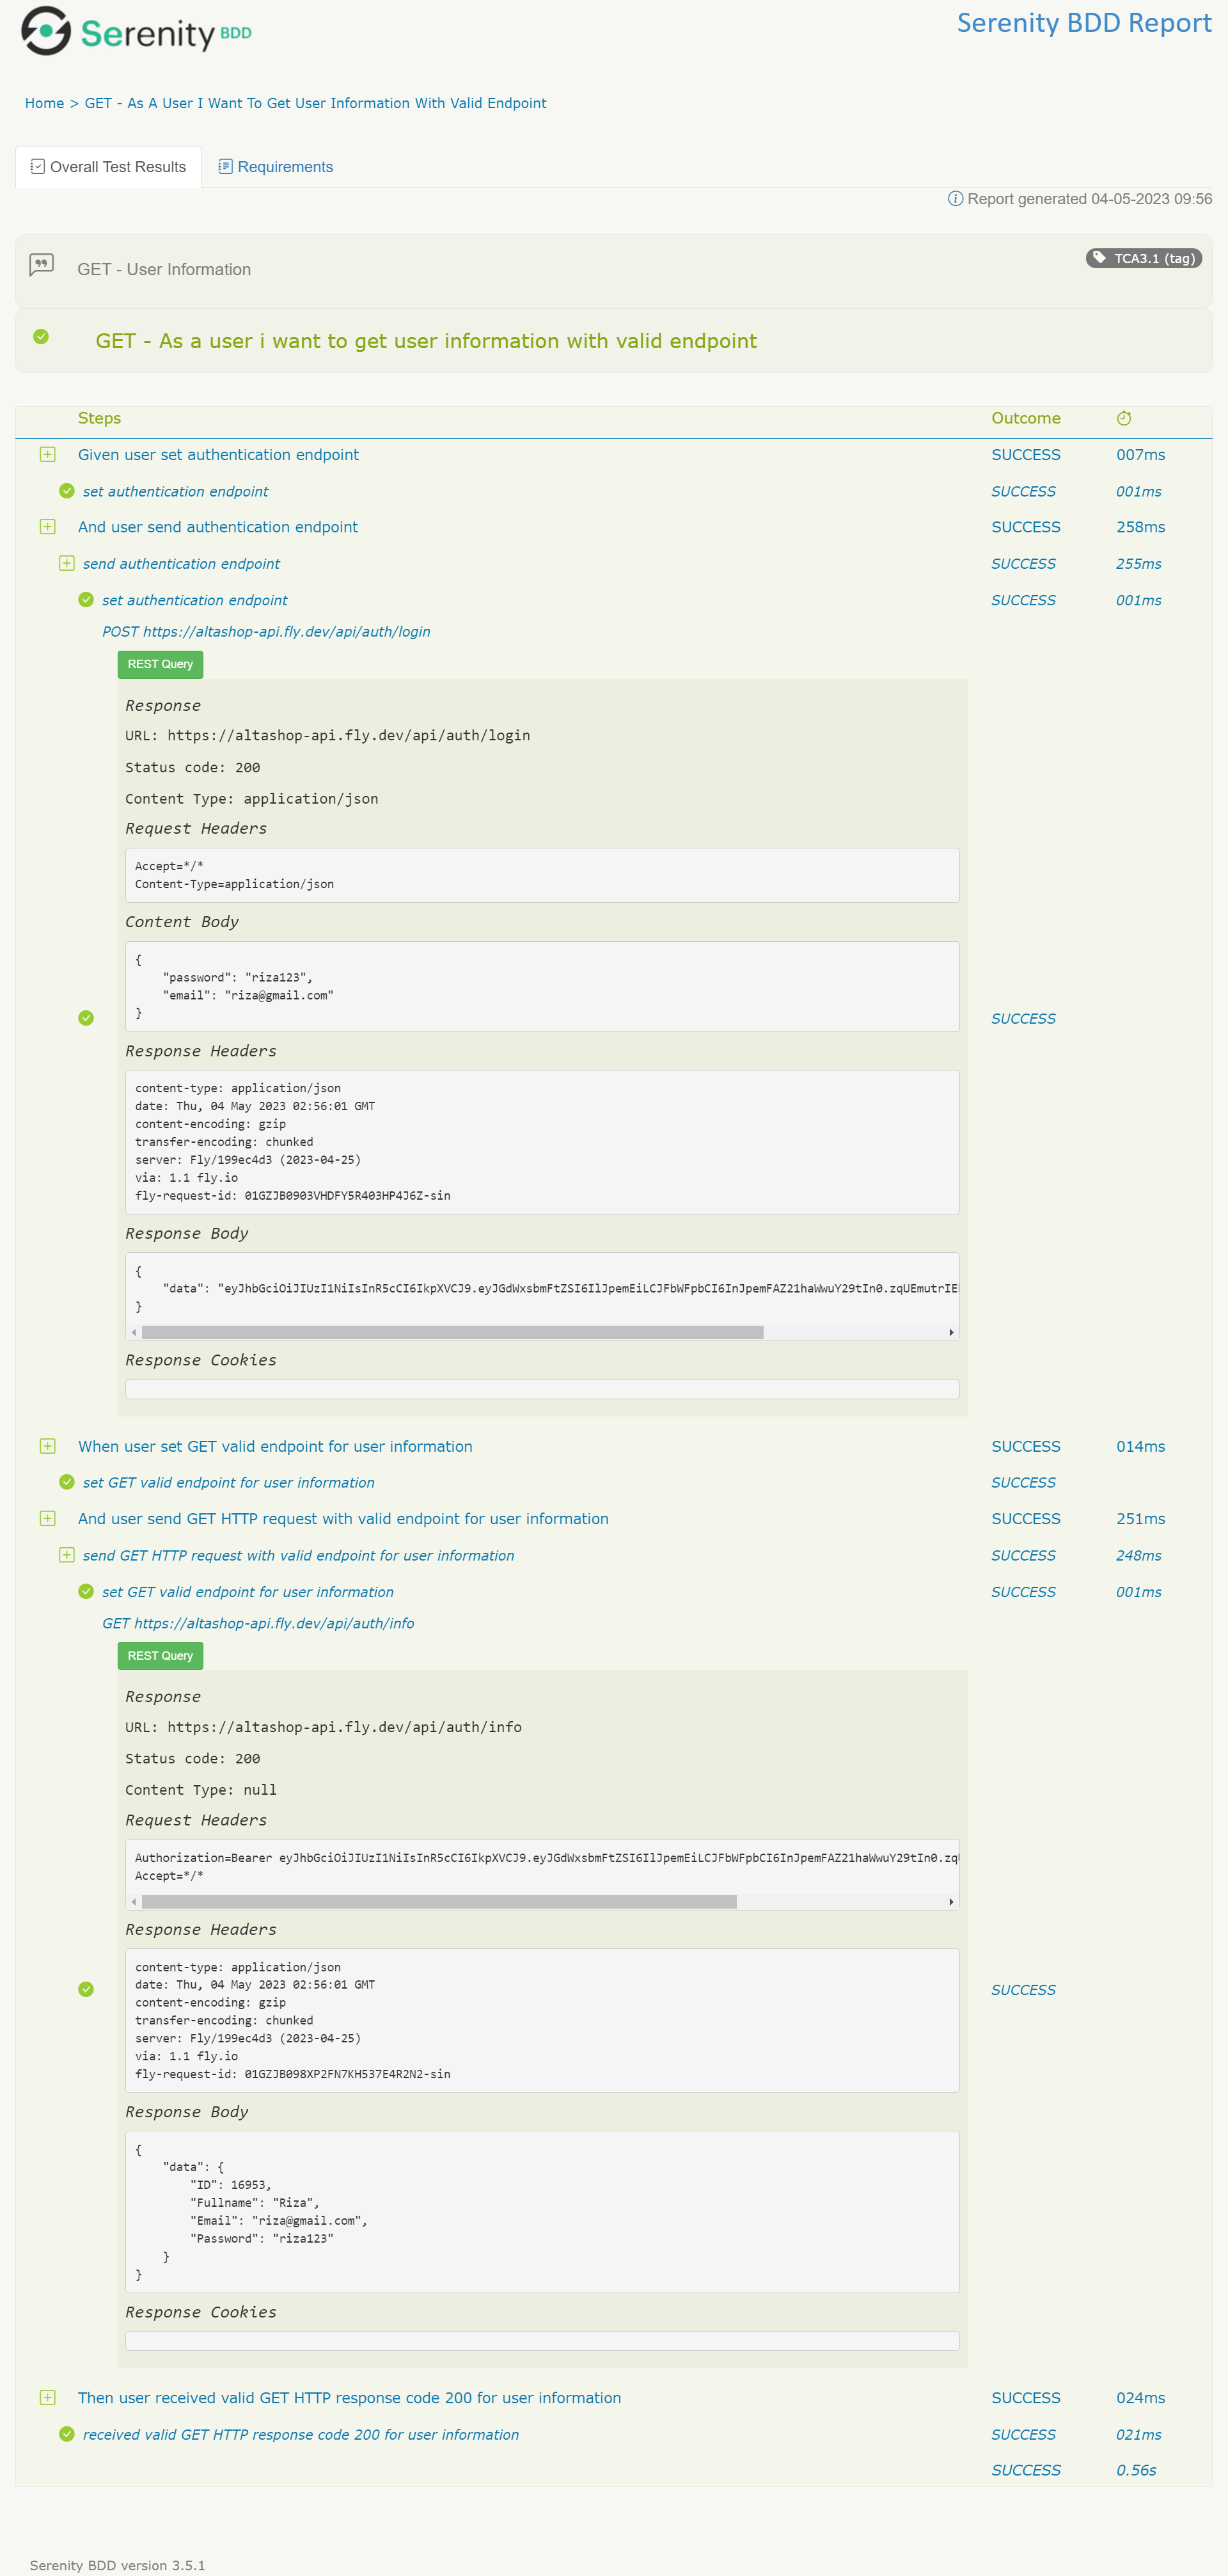 Serenity BDD
Serenity BDD Report
Home > GET - As A User I Want To Get User Information With Valid Endpoint
Overall Test Results
Requirements
Report generated 04-05-2023 09:56
GET - User Information
TCA3.1 (tag)
GET - As a user i want to get user information with valid endpoint
Steps Outcome
Given user set authentication endpoint SUCCESS 007ms
set authentication endpoint SUCCESS 001ms
And user send authentication endpoint SUCCESS 258ms
send authentication endpoint SUCCESS 255ms
set authentication endpoint SUCCESS 001ms
POST https://altashop-api.fly.dev/api/auth/login
REST Query
Response
URL: https://altashop-api.fly.dev/api/auth/login
Status code: 200
Content Type: application/json
Request Headers
Accept=*/*
Content-Type=application/json
Content Body
{
"password": "riza123",
"email": "riza@gmail.com"
}
SUCCESS
Response Headers
content-type: application/json
date: Thu, 04 May 2023 02:56:01 GMT
content-encoding: gzip
transfer-encoding: chunked
server: Fly/199ec4d3 (2023-04-25)
via: 1.1 fly.io
fly-request-id: 01GZJB0903VHDFY5R403HP4J6Z-sin
Response Body
{
"data": "eyJhbGciOiJIUzI1NiIsInR5cCI6IkpXVCJ9.eyJGdWxsbmFtZSI6IlJpemEiLCJFbWFpbCI6InJpemFAZ21haWwuY29tIn0.zqUEmutrIE
}
Response Cookies
When user set GET valid endpoint for user information SUCCESS 014ms
set GET valid endpoint for user information SUCCESS
And user send GET HTTP request with valid endpoint for user information SUCCESS 251ms
send GET HTTP request with valid endpoint for user information SUCCESS 248ms
set GET valid endpoint for user information SUCCESS 001ms
GET https://altashop-api.fly.dev/api/auth/info
REST Query
Response
URL: https://altashop-api.fly.dev/api/auth/info
Status code: 200
Content Type: null
Request Headers
Authorization=Bearer eyJhbGciOiJIUzI1NiIsInR5cCI6IkpXVCJ9.eyJGdWxsbmFtZSI6IlJpemEiLCJFbWFpbCI6InJpemFAZ21haWwuY29tIn0.zq
Accept=*/*
Response Headers
content-type: application/json
date: Thu, 04 May 2023 02:56:01 GMT
SUCCESS
content-encoding: gzip
transfer-encoding: chunked
server: Fly/199ec4d3 (2023-04-25)
via: 1.1 fly.io
fly-request-id: 01GZJB098XP2FN7KH537E4R2N2-sin
Response Body
{
"data": {
"ID": 16953,
"Fullname": "Riza",
"Email": "riza@gmail.com",
"Password": "riza123"
}
}
Response Cookies
Then user received valid GET HTTP response code 200 for user information SUCCESS 024ms
received valid GET HTTP response code 200 for user information SUCCESS 021ms
SUCCESS 0.56s
Serenity BDD version 3.5.1